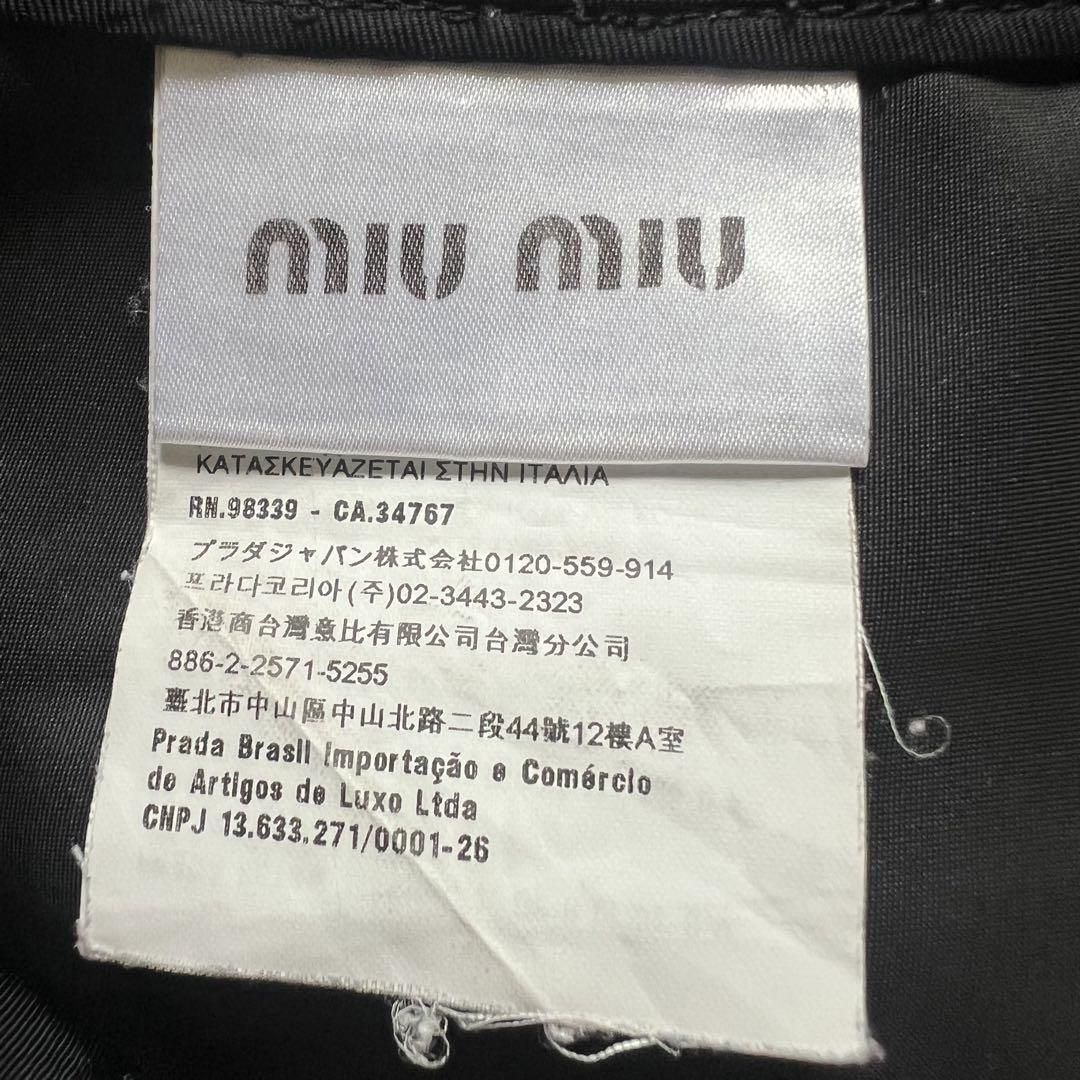 miu miu
ΚΑΤΑΣΚΕΥΑΖΕΤΑΙ ΣΤΗΝ ΙΤΑΛΙΑ
RN.98339 - CA.34767
プラダジャパン株式会社0120-559-914
프라다코리아(주)02-3443-2323
香港商台灣意比有限公司台灣分公司
886-2-2571-5255
臺北市中山區中山北路二段44號12樓A室
Prada Brasil Importação e Comércio
de Artigos de Luxo Ltda
CNPJ 13.633.271/0001-26